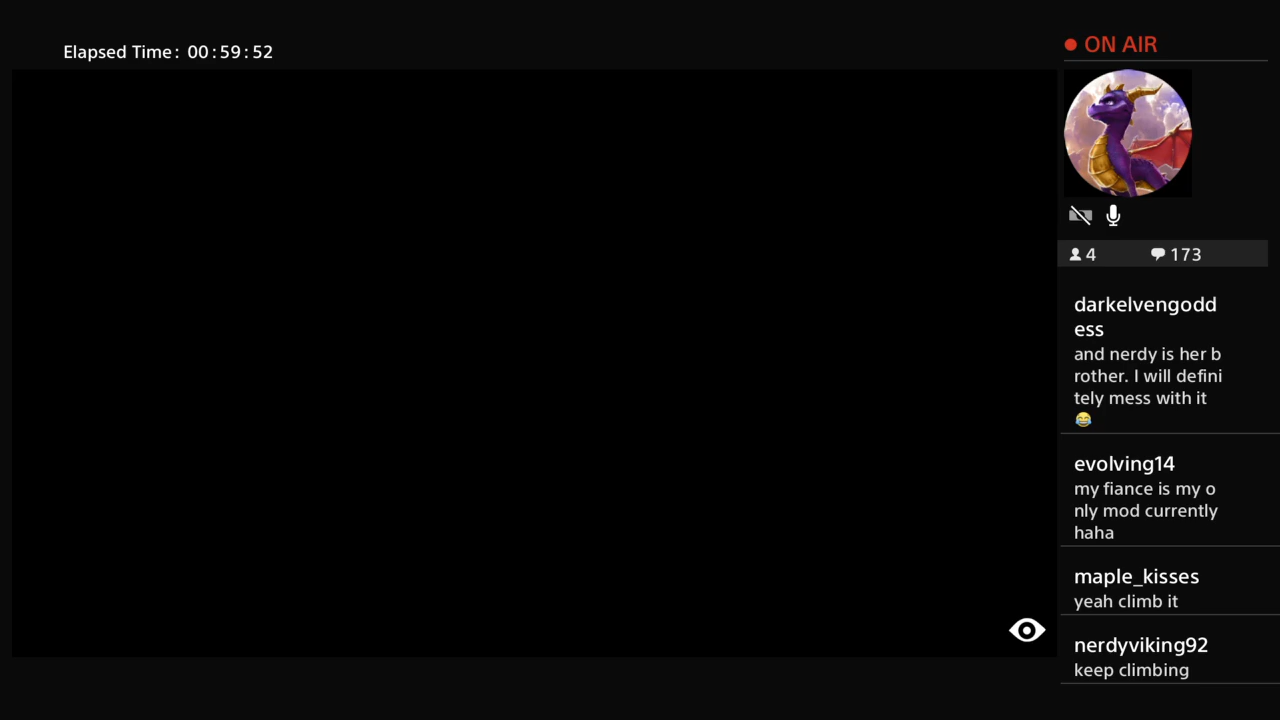 Elapsed Time: 00:59:52
ON AIR
4 173
darkelvengodd
ess
and nerdy is her b
rother. I will defini
tely mess with it
😂
evolving14
my fiance is my o
nly mod currently
haha
maple_kisses
yeah climb it
nerdyviking92
keep climbing